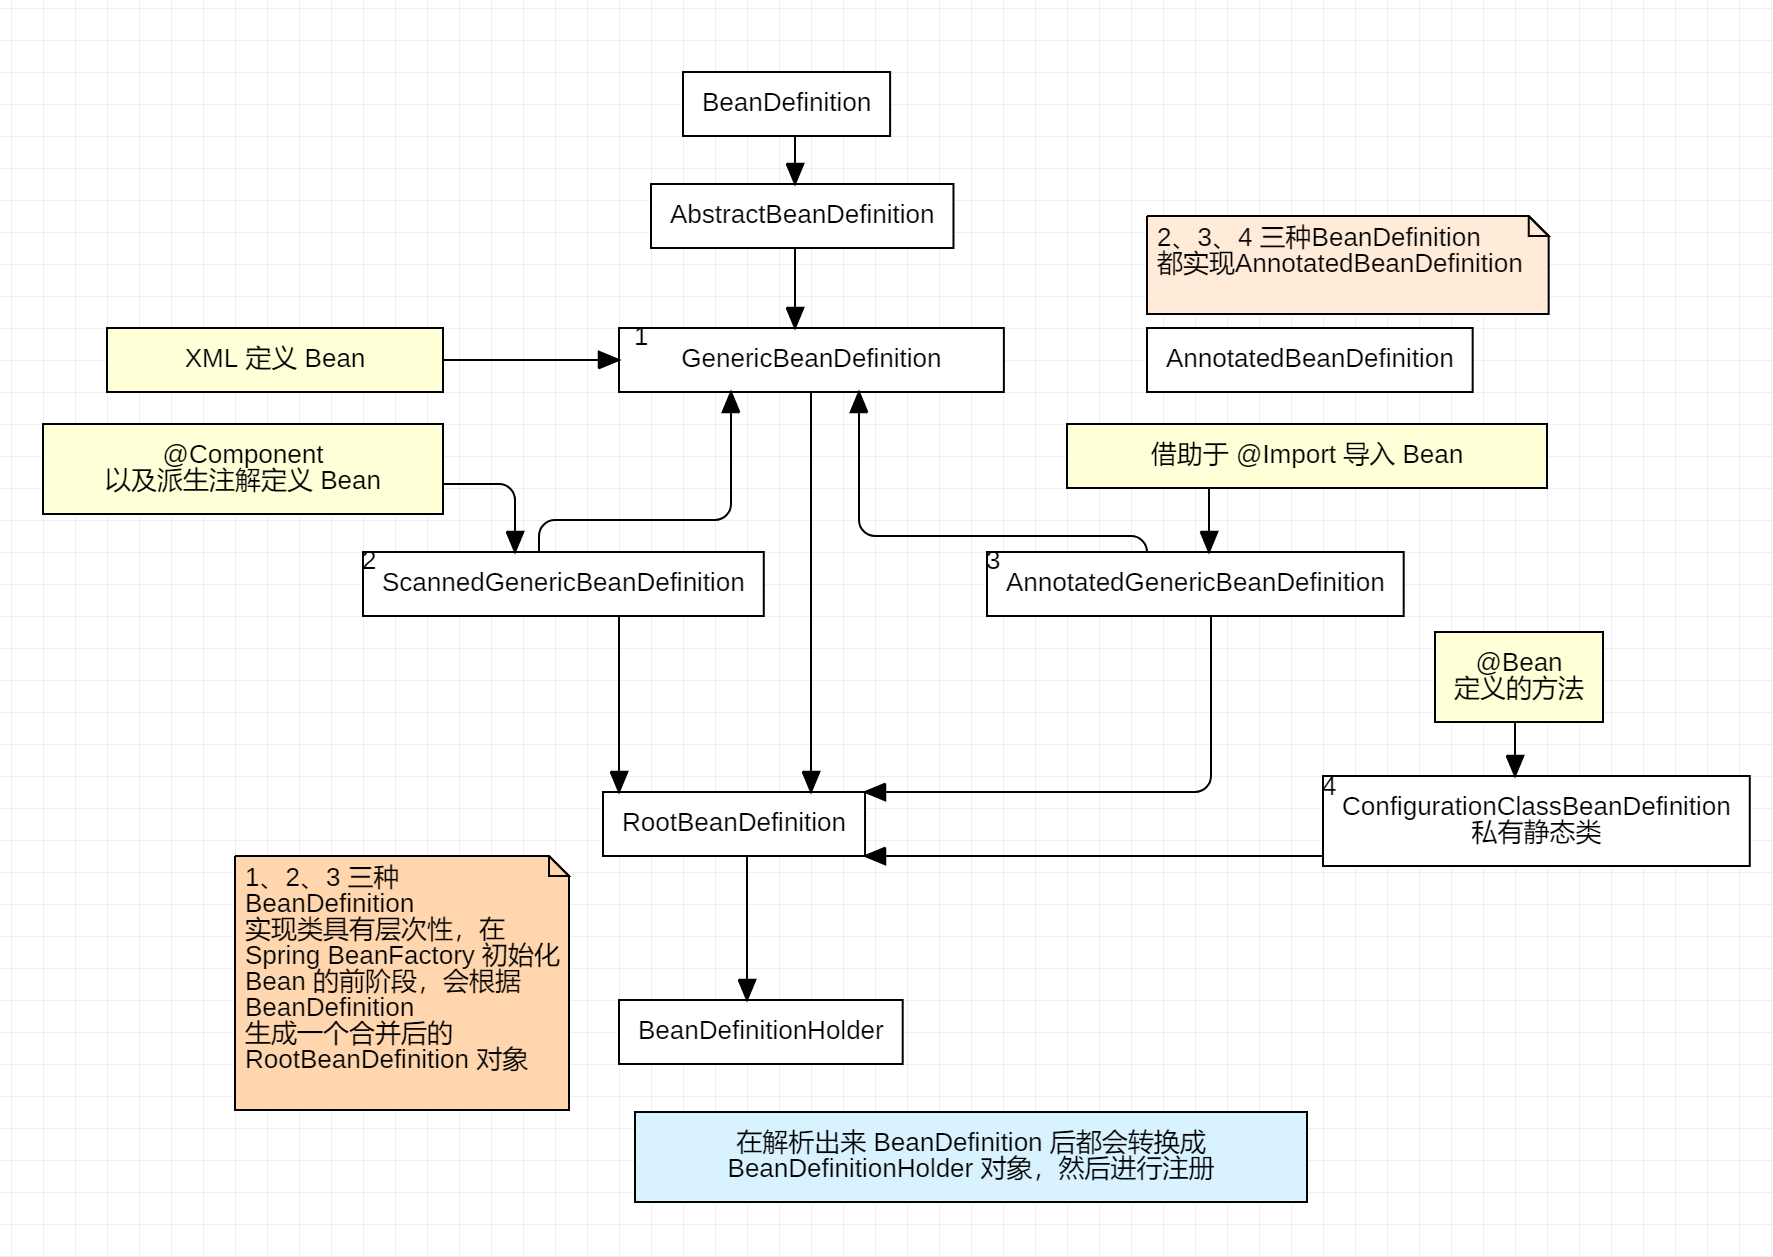 BeanDefinition
AbstractBeanDefinition
2、3、4 三种BeanDefinition
都实现AnnotatedBeanDefinition
XML 定义 Bean
1
GenericBeanDefinition
AnnotatedBeanDefinition
@Component
以及派生注解定义 Bean
借助于 @Import 导入 Bean
2
ScannedGenericBeanDefinition
3
AnnotatedGenericBeanDefinition
@Bean
定义的方法
4
ConfigurationClassBeanDefinition
私有静态类
RootBeanDefinition
1、2、3 三种
BeanDefinition
实现类具有层次性，在
Spring BeanFactory 初始化
Bean 的前阶段，会根据
BeanDefinition
生成一个合并后的
RootBeanDefinition 对象
BeanDefinitionHolder
在解析出来 BeanDefinition 后都会转换成
BeanDefinitionHolder 对象，然后进行注册